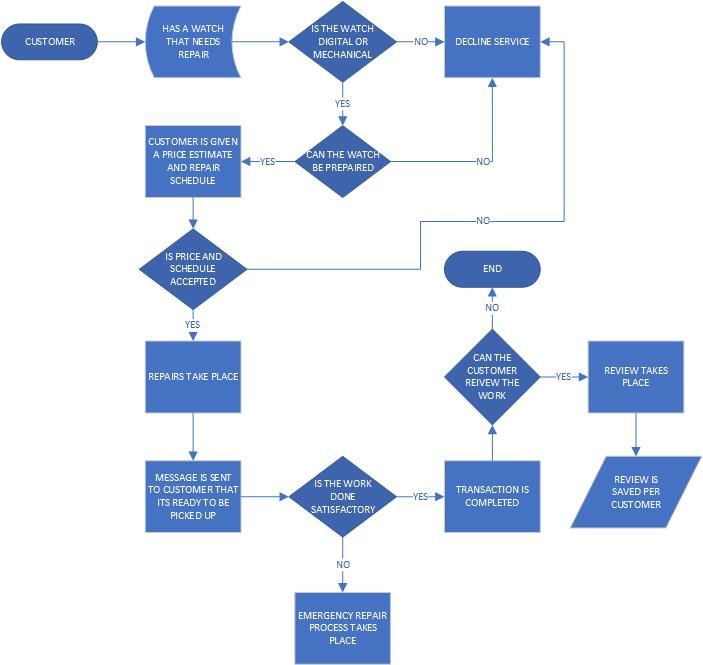 CUSTOMER
HAS A WATCH
THAT NEEDS
REPAIR
IS THE WATCH
DIGITAL OR
MECHANICAL
NO
DECLINE SERVICE
YES
CUSTOMER IS GIVEN
A PRICE ESTIMATE
AND REPAIR
SCHEDULE
YES
CAN THE WATCH
BE PREPAIRED
NO
NO
IS PRICE AND
SCHEDULE
ACCEPTED
END
YES
NO
REPAIRS TAKE PLACE
CAN THE
CUSTOMER
REIVEW THE
WORK
YES
REVIEW TAKES
PLACE
MESSAGE IS SENT
TO CUSTOMER THAT
ITS READY TO BE
PICKED UP
IS THE WORK
DONE
SATISFACTORY
YES
TRANSACTION IS
COMPLETED
REVIEW IS
SAVED PER
CUSTOMER
NO
EMERGENCY REPAIR
PROCESS TAKES
PLACE